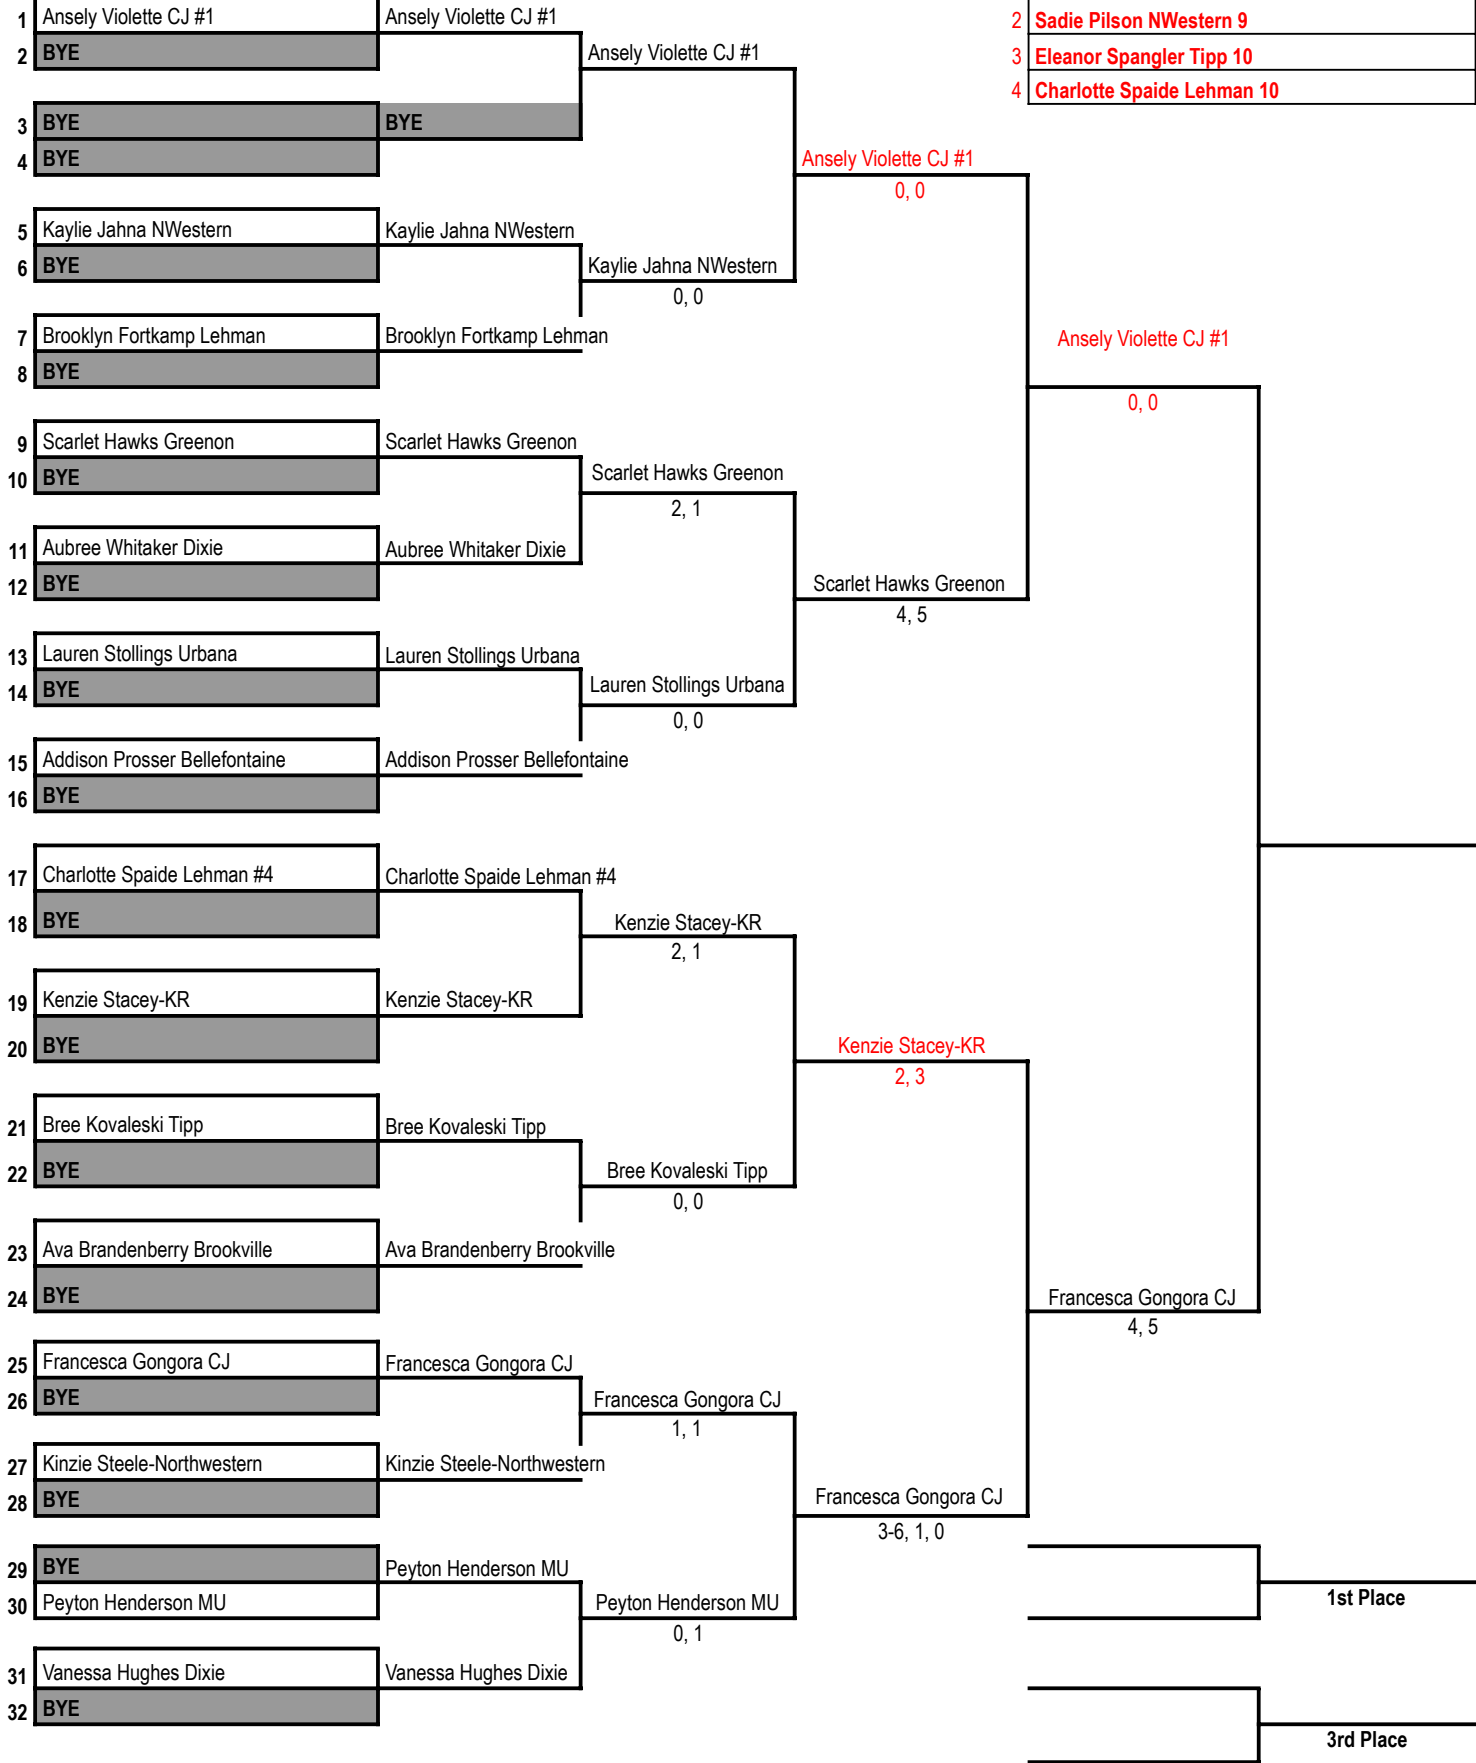 1 Ansely Violette CJ #1 Ansely Violette CJ #1 2 Sadie Pilson NWestern 9
2 BYE Ansely Violette CJ #1 3 Eleanor Spangler Tipp 10
4 Charlotte Spaide Lehman 10
3 BYE BYE
4 BYE Ansely Violette CJ #1
0, 0
5 Kaylie Jahna NWestern Kaylie Jahna NWestern
6 BYE Kaylie Jahna NWestern
0, 0
7 Brooklyn Fortkamp Lehman Brooklyn Fortkamp Lehman Ansely Violette CJ #1
8 BYE
0, 0
9 Scarlet Hawks Greenon Scarlet Hawks Greenon
10 BYE Scarlet Hawks Greenon
2, 1
11 Aubree Whitaker Dixie Aubree Whitaker Dixie
12 BYE Scarlet Hawks Greenon
4, 5
13 Lauren Stollings Urbana Lauren Stollings Urbana
14 BYE Lauren Stollings Urbana
0, 0
15 Addison Prosser Bellefontaine Addison Prosser Bellefontaine
16 BYE
17 Charlotte Spaide Lehman #4 Charlotte Spaide Lehman #4
18 BYE Kenzie Stacey-KR
2, 1
19 Kenzie Stacey-KR Kenzie Stacey-KR
20 BYE Kenzie Stacey-KR
2, 3
21 Bree Kovaleski Tipp Bree Kovaleski Tipp
22 BYE Bree Kovaleski Tipp
0, 0
23 Ava Brandenberry Brookville Ava Brandenberry Brookville
24 BYE Francesca Gongora CJ
4, 5
25 Francesca Gongora CJ Francesca Gongora CJ
26 BYE Francesca Gongora CJ
1, 1
27 Kinzie Steele-Northwestern Kinzie Steele-Northwestern
28 BYE Francesca Gongora CJ
3-6, 1, 0
29 BYE Peyton Henderson MU
30 Peyton Henderson MU Peyton Henderson MU 1st Place
0, 1
31 Vanessa Hughes Dixie Vanessa Hughes Dixie
32 BYE
3rd Place